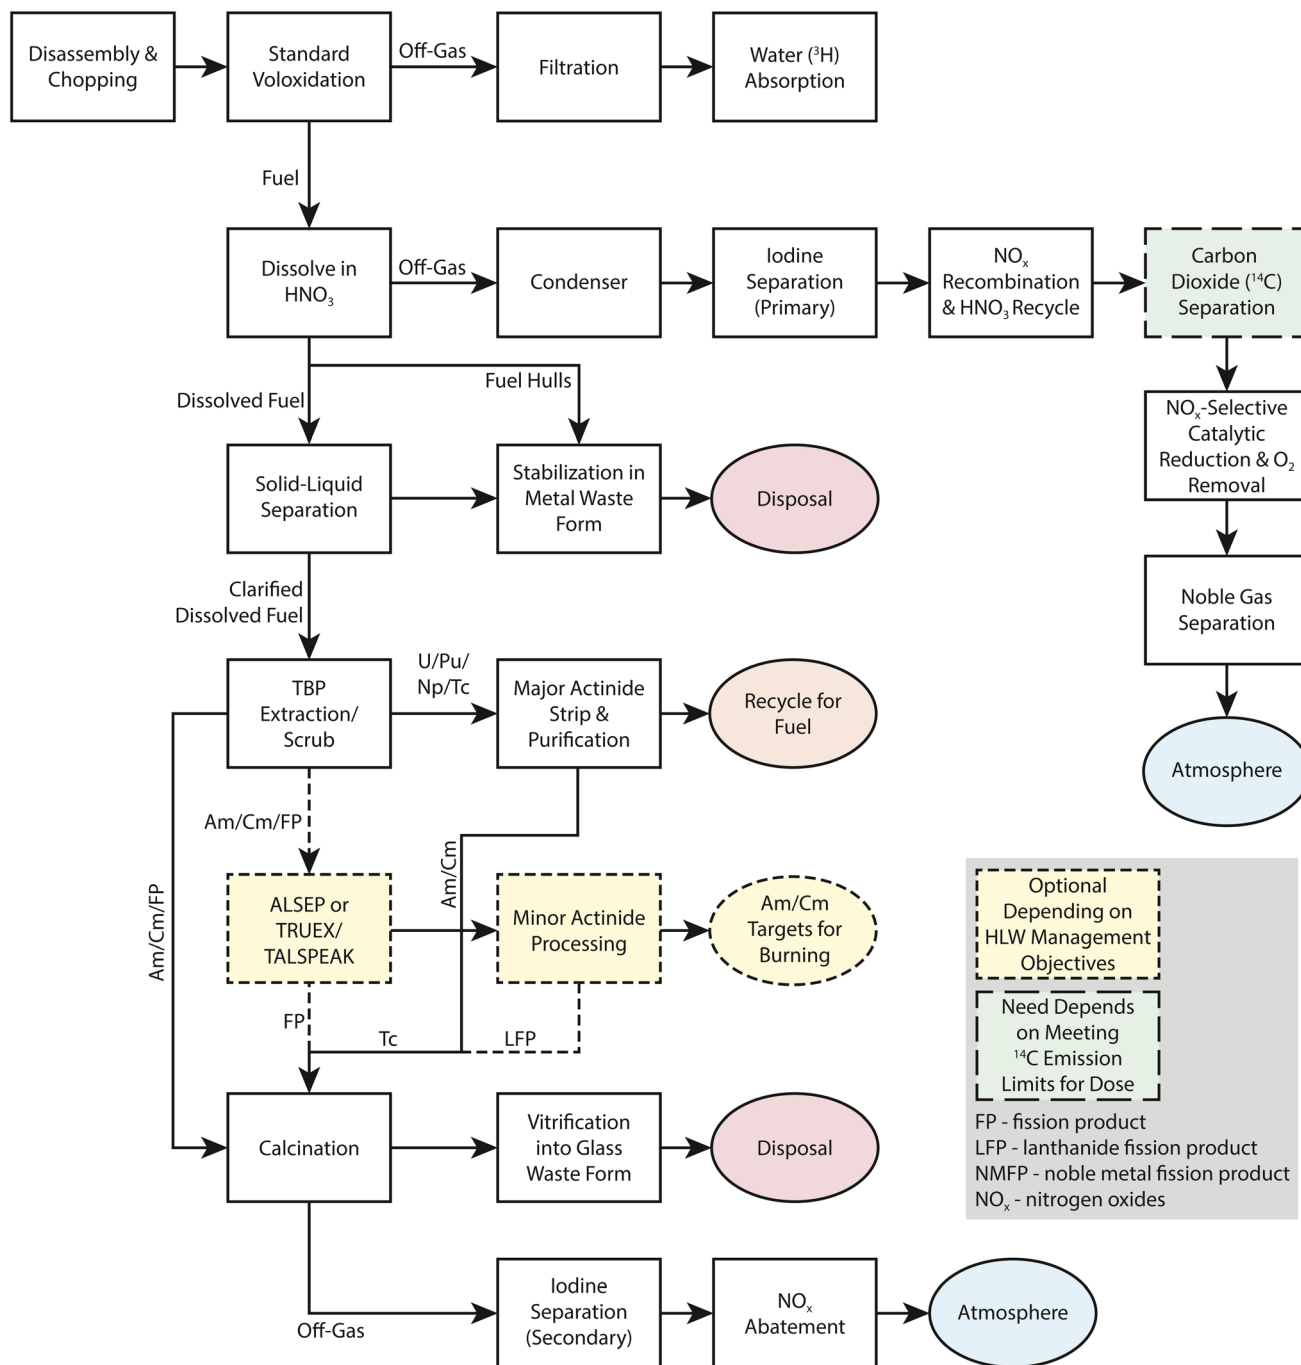 Disassembly &
Chopping
Standard
Voloxidation
Off-Gas
Filtration
Water (³H)
Absorption
Fuel
Dissolve in
HNO₃
Off-Gas
Condenser
Iodine
Separation
(Primary)
NOₓ
Recombination
& HNO₃ Recycle
Carbon
Dioxide (¹⁴C)
Separation
Fuel Hulls
Dissolved Fuel
NOₓ-Selective
Catalytic
Reduction & O₂
Removal
Solid-Liquid
Separation
Stabilization in
Metal Waste
Form
Disposal
Clarified
Dissolved Fuel
Noble Gas
Separation
TBP
Extraction/
Scrub
U/Pu/
Np/Tc
Major Actinide
Strip &
Purification
Recycle for
Fuel
Atmosphere
Am/Cm/FP
Am/Cm
Am/Cm/FP
ALSEP or
TRUEX/
TALSPEAK
Minor Actinide
Processing
Am/Cm
Targets for
Burning
FP
Tc
LFP
Calcination
Vitrification
into Glass
Waste Form
Disposal
Off-Gas
Iodine
Separation
(Secondary)
NOₓ
Abatement
Atmosphere
Optional
Depending on
HLW Management
Objectives
Need Depends
on Meeting
¹⁴C Emission
Limits for Dose
FP - fission product
LFP - lanthanide fission product
NMFP - noble metal fission product
NOₓ - nitrogen oxides